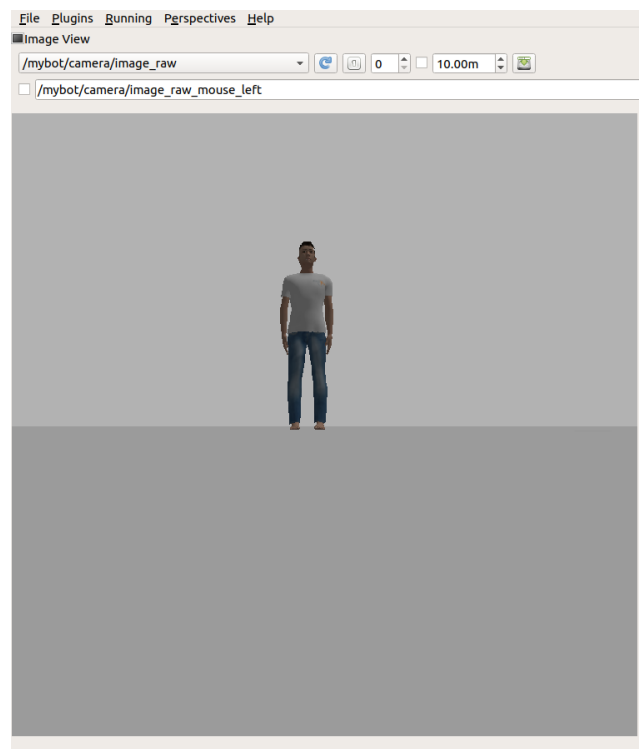 File Plugins Running Perspectives Help
Image View
/mybot/camera/image_raw 0 10.00m
/mybot/camera/image_raw_mouse_left